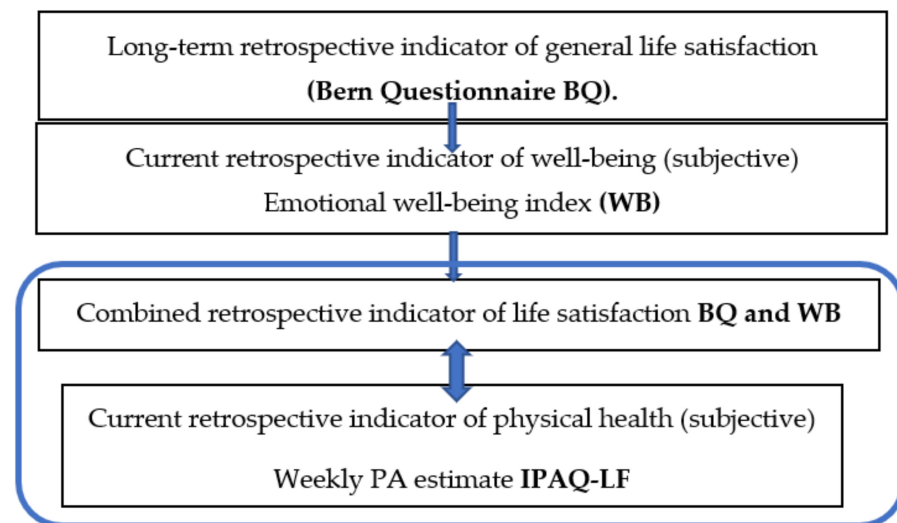 Long-term retrospective indicator of general life satisfaction
(Bern Questionnaire BQ).
Current retrospective indicator of well-being (subjective)
Emotional well-being index (WB)
Combined retrospective indicator of life satisfaction BQ and WB
Current retrospective indicator of physical health (subjective)
Weekly PA estimate IPAQ-LF